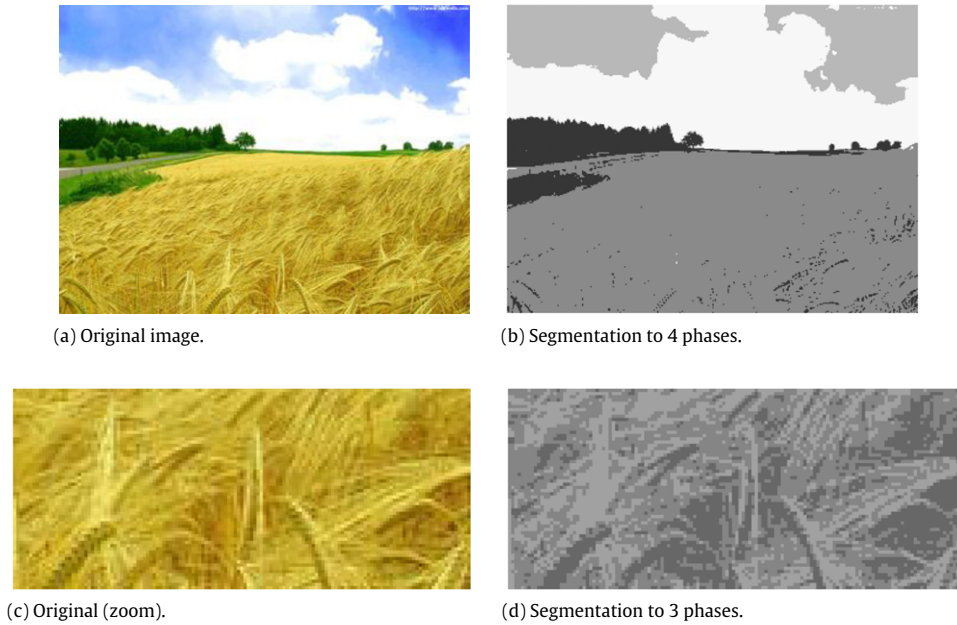 (a) Original image.
(b) Segmentation to 4 phases.
(c) Original (zoom).
(d) Segmentation to 3 phases.